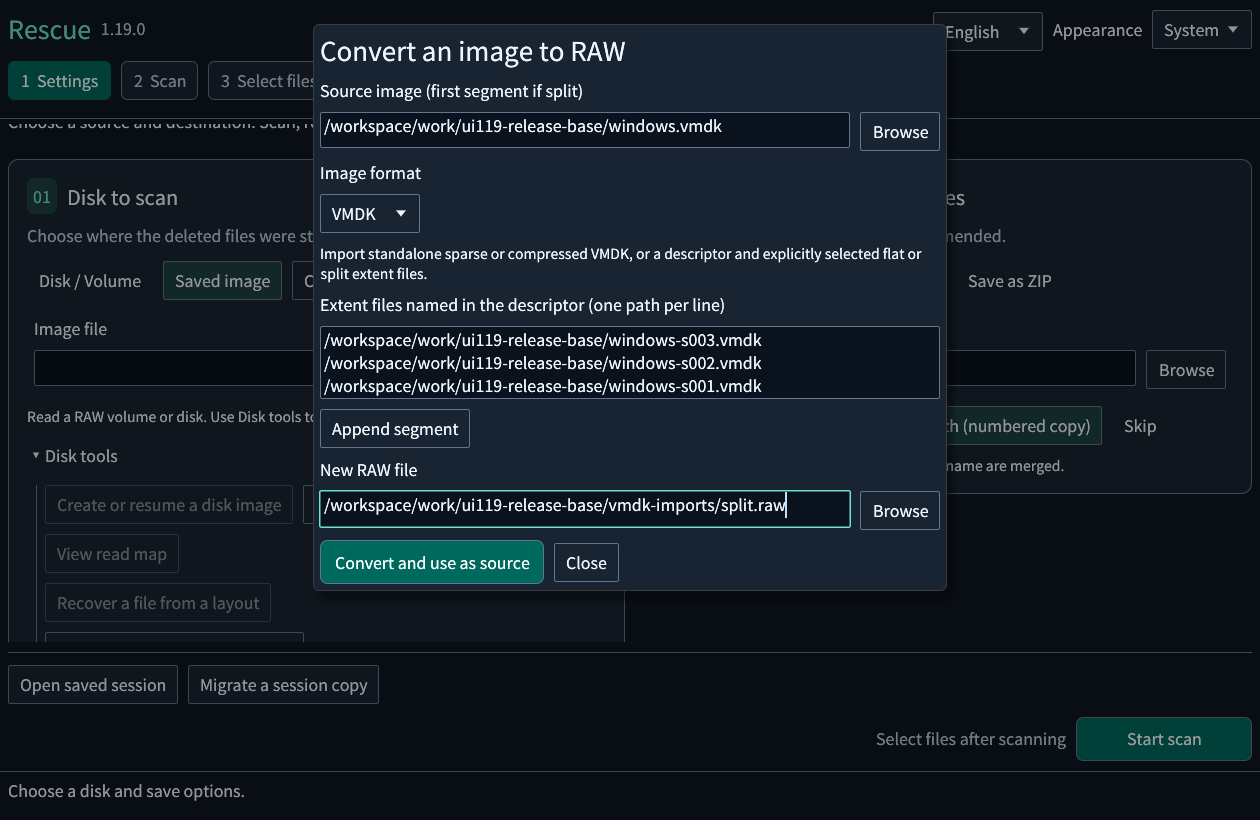 Rescue 1.19.0
English
Appearance
System
1 Settings
2 Scan
3 Select files
Convert an image to RAW
Source image (first segment if split)
/workspace/work/ui119-release-base/windows.vmdk
Browse
Image format
VMDK
Import standalone sparse or compressed VMDK, or a descriptor and explicitly selected flat or
split extent files.
Extent files named in the descriptor (one path per line)
/workspace/work/ui119-release-base/windows-s003.vmdk
/workspace/work/ui119-release-base/windows-s002.vmdk
/workspace/work/ui119-release-base/windows-s001.vmdk
Append segment
New RAW file
/workspace/work/ui119-release-base/vmdk-imports/split.raw
Browse
Convert and use as source
Close
Choose a source and destination. Scan,
01 Disk to scan
Choose where the deleted files were
Disk / Volume
Saved image
Image file
Read a RAW volume or disk. Use Disk tools
Disk tools
Create or resume a disk image
View read map
Recover a file from a layout
Save as ZIP
Browse
(numbered copy)
Skip
name are merged.
Open saved session
Migrate a session copy
Select files after scanning
Start scan
Choose a disk and save options.